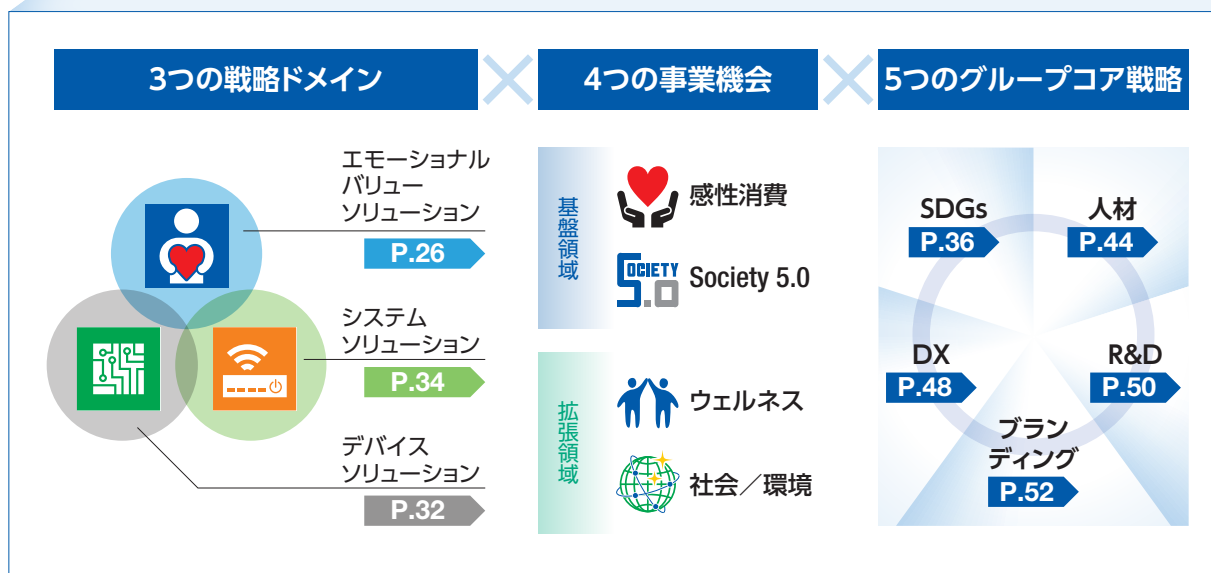 3つの戦略ドメイン
4つの事業機会
5つのグループコア戦略
エモーショナル
バリュー
ソリューション
P.26
システム
ソリューション
P.34
デバイス
ソリューション
P.32
基盤領域
感性消費
SOCIETY
5.0
Society 5.0
拡張領域
ウェルネス
社会／環境
SDGs
P.36
人材
P.44
DX
P.48
R&D
P.50
ブラン
ディング
P.52